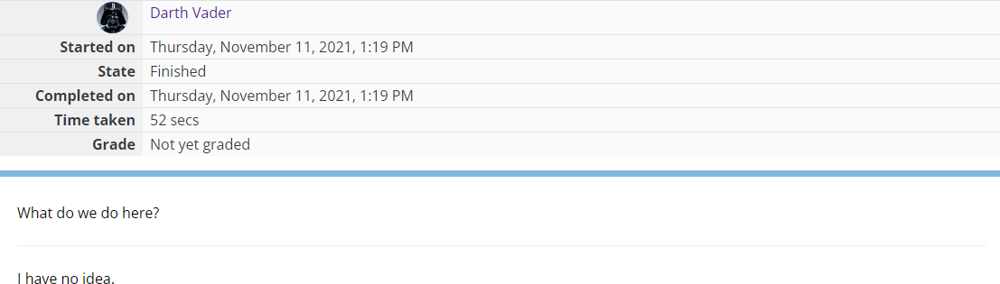 Darth Vader
Started on Thursday, November 11, 2021, 1:19 PM
State Finished
Completed on Thursday, November 11, 2021, 1:19 PM
Time taken 52 secs
Grade Not yet graded
What do we do here?
I have no idea.